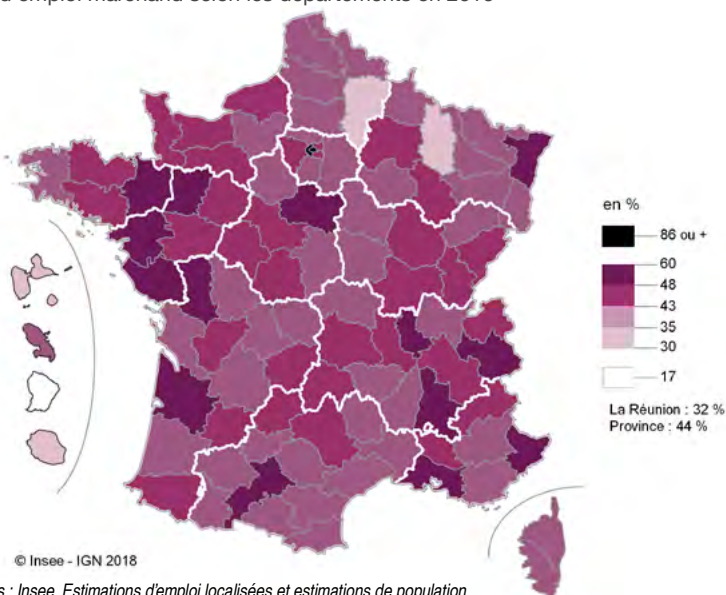 d'emploi marchand selon les départements en 2015
en %
86 ou +
60
48
43
35
30
17
La Réunion : 32 %
Province : 44 %
© Insee - IGN 2018
s : Insee, Estimations d'emploi localisées et estimations de population